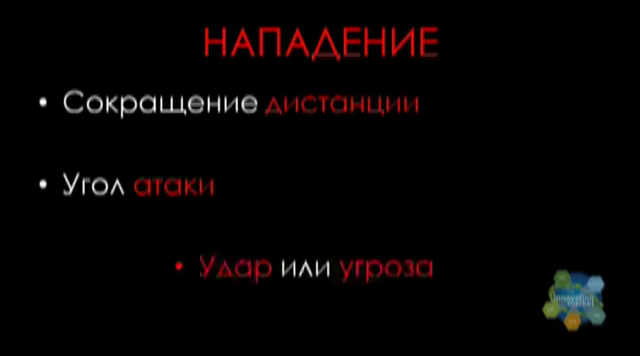 НАПАДЕНИЕ
• Сокращение дистанции
• Угол атаки
• Удар или угроза